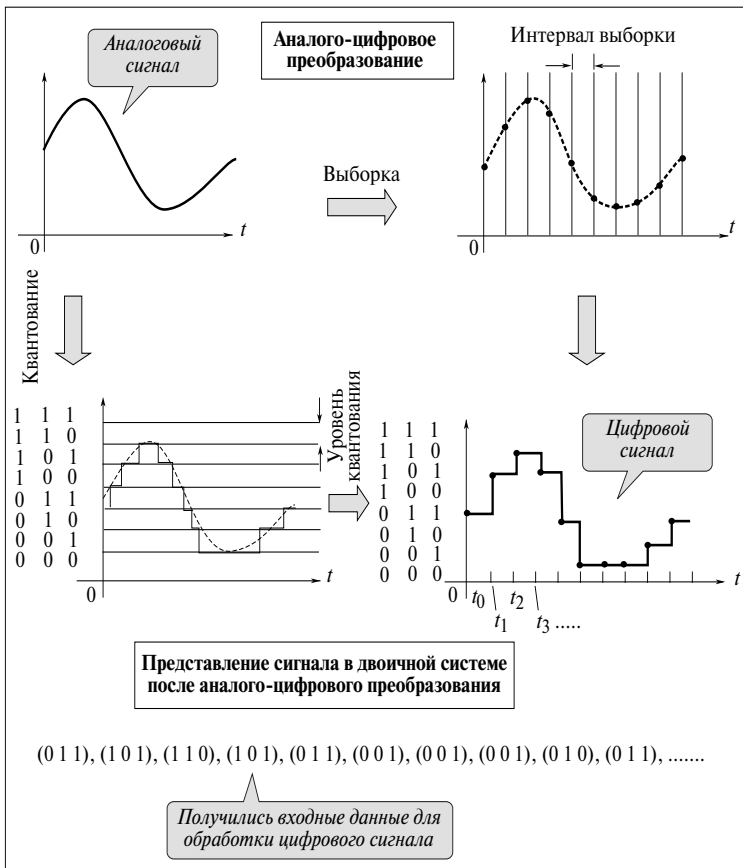 Аналоговый
сигнал
Аналого-цифровое
преобразование
Интервал выборки
t
0
Выборка
t
0
Квантование
1 1 1
1 1 0
1 0 1
1 0 0
0 1 1
0 1 0
0 0 1
0 0 0
Уровень
квантования
t
0
1 1 1
1 1 0
1 0 1
1 0 0
0 1 1
0 1 0
0 0 1
0 0 0
Цифровой
сигнал
t
0 t0 t2
t1 t3 .....
Представление сигнала в двоичной системе
после аналого-цифрового преобразования
(0 1 1), (1 0 1), (1 1 0), (1 0 1), (0 1 1), (0 0 1), (0 0 1), (0 0 1), (0 1 0), (0 1 1), .......
Получились входные данные для
обработки цифрового сигнала